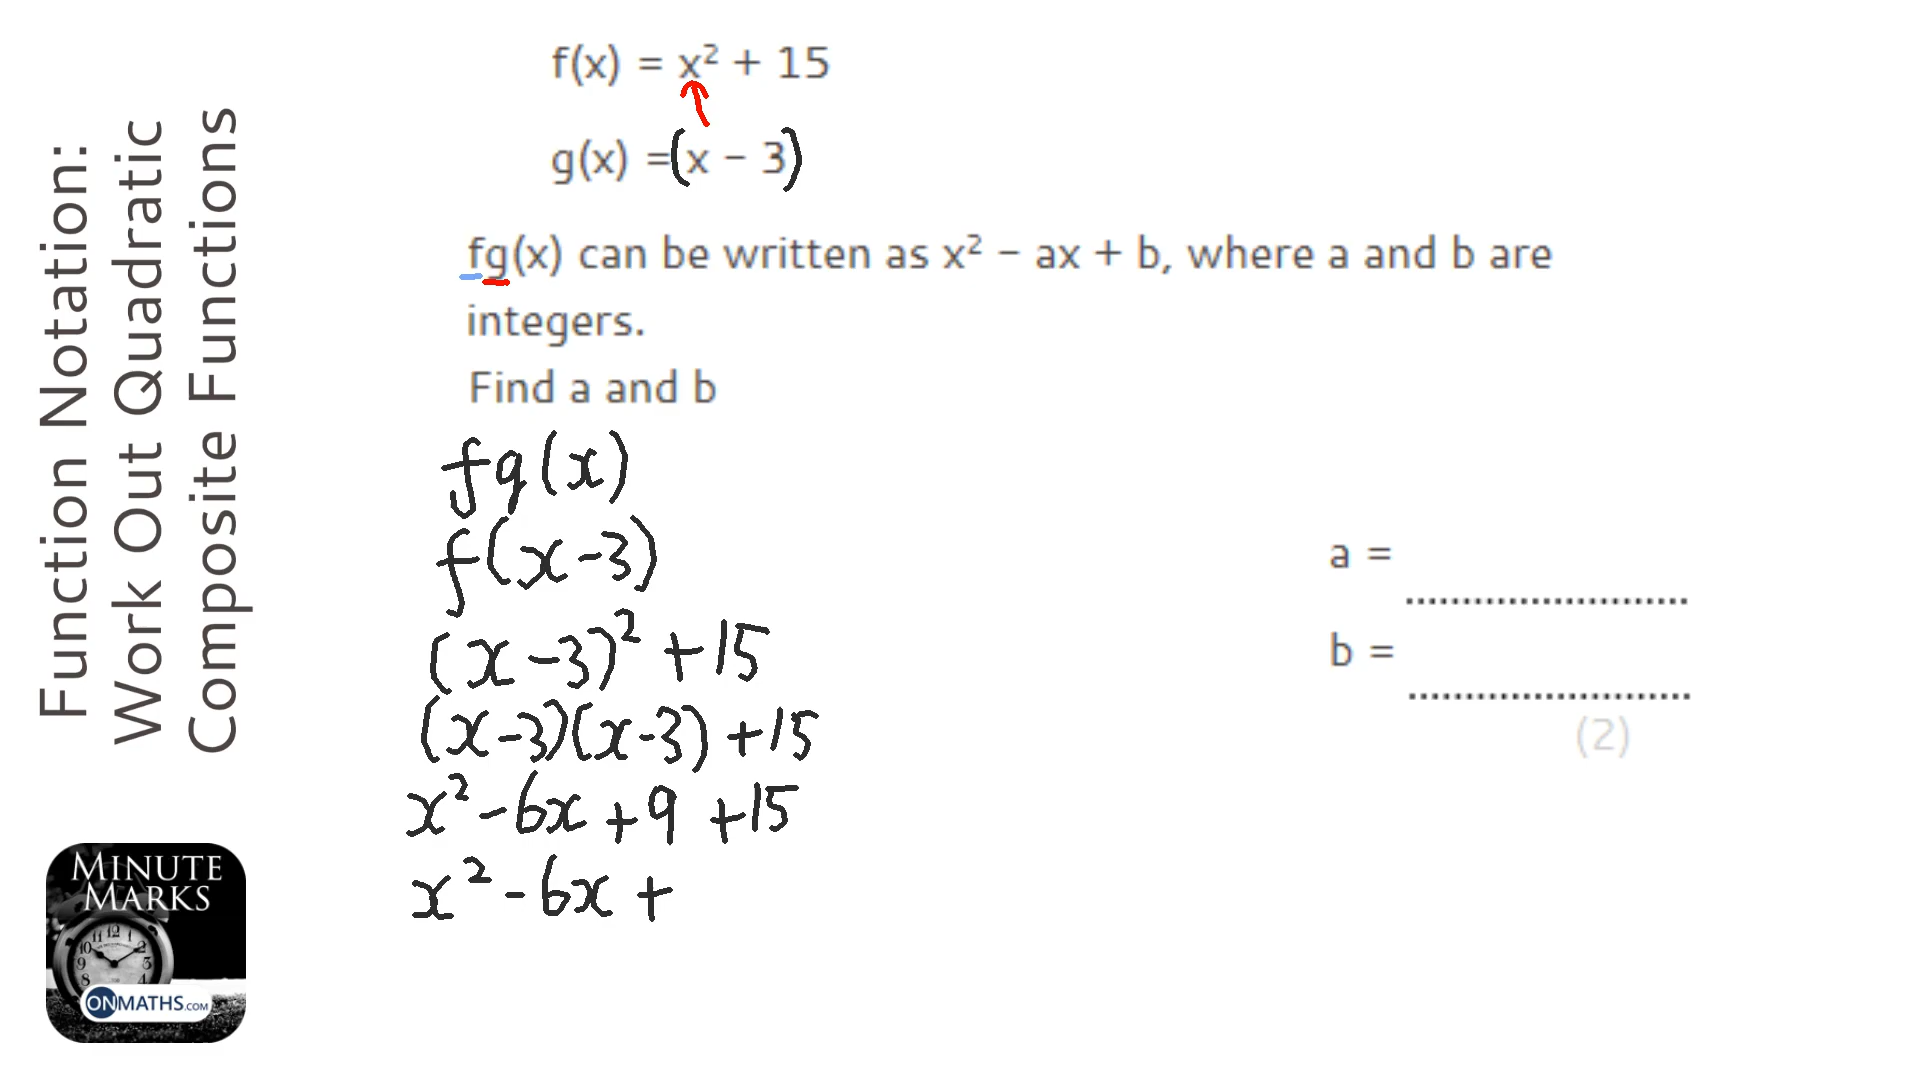 Function Notation:
Work Out Quadratic
Composite Functions
f(x) = x² + 15
g(x) =(x − 3)
fg(x) can be written as x² − ax + b, where a and b are
integers.
Find a and b
fg(x)
f(x-3)
(x-3)² +15
(x-3)(x-3) +15
x² -6x +9 +15
x² -6x +
a =
b =
(2)
MINUTE
MARKS
ONMATHS.COM